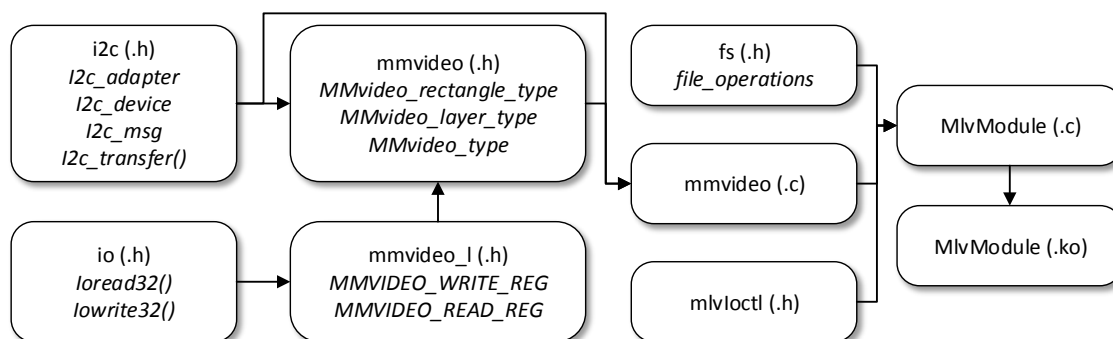 i2c (.h)
I2c_adapter
I2c_device
I2c_msg
I2c_transfer()
mmvideo (.h)
MMvideo_rectangle_type
MMvideo_layer_type
MMvideo_type
fs (.h)
file_operations
MlvModule (.c)
mmvideo (.c)
io (.h)
Ioread32()
Iowrite32()
mmvideo_l (.h)
MMVIDEO_WRITE_REG
MMVIDEO_READ_REG
mlvIoctl (.h)
MlvModule (.ko)